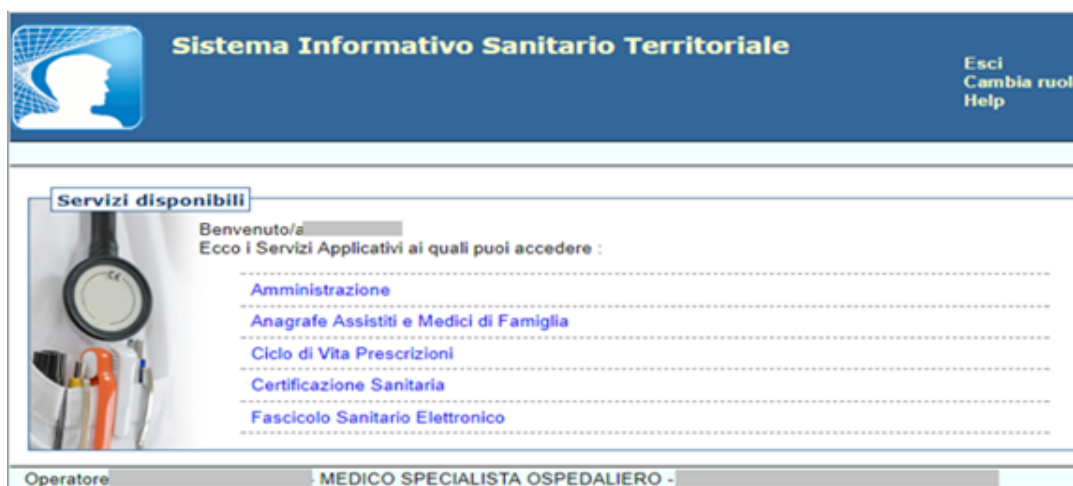 Sistema Informativo Sanitario Territoriale
Esci
Cambia ruol
Help
Servizi disponibili
Benvenuto/a
Ecco i Servizi Applicativi ai quali puoi accedere :
Amministrazione
Anagrafe Assistiti e Medici di Famiglia
Ciclo di Vita Prescrizioni
Certificazione Sanitaria
Fascicolo Sanitario Elettronico
Operatore - MEDICO SPECIALISTA OSPEDALIERO -